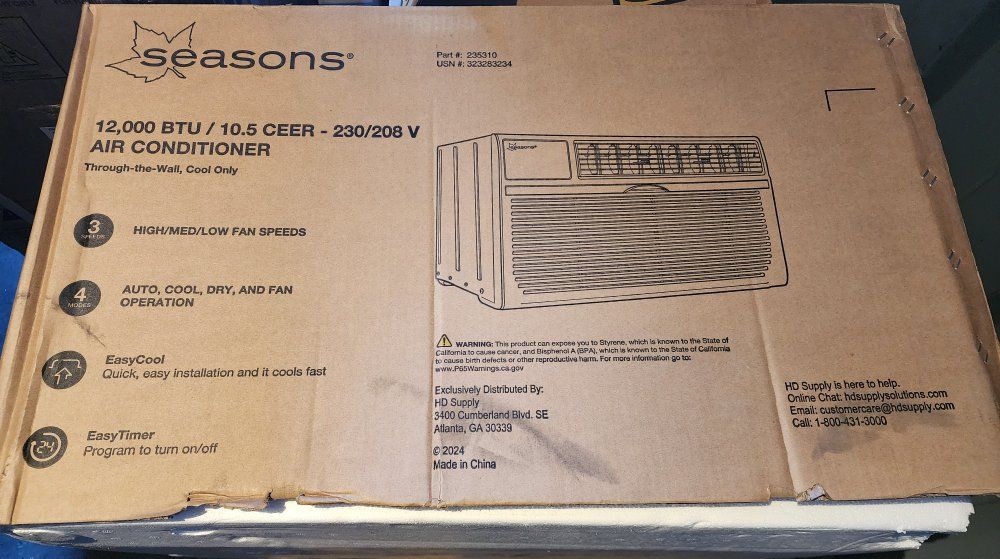 seasons®
Part #: 235310
USN #: 323283234
12,000 BTU / 10.5 CEER - 230/208 V
AIR CONDITIONER
Through-the-Wall, Cool Only
3
SPEEDS
HIGH/MED/LOW FAN SPEEDS
4
MODES
AUTO, COOL, DRY, AND FAN
OPERATION
EasyCool
Quick, easy installation and it cools fast
24
EasyTimer
Program to turn on/off
seasons®
WARNING: This product can expose you to Styrene, which is known to the State of
California to cause cancer, and Bisphenol A (BPA), which is known to the State of California
to cause birth defects or other reproductive harm. For more information go to:
www.P65Warnings.ca.gov
Exclusively Distributed By:
HD Supply
3400 Cumberland Blvd. SE
Atlanta, GA 30339
© 2024
Made in China
HD Supply is here to help.
Online Chat: hdsupplysolutions.com
Email: customercare@hdsupply.com
Call: 1-800-431-3000